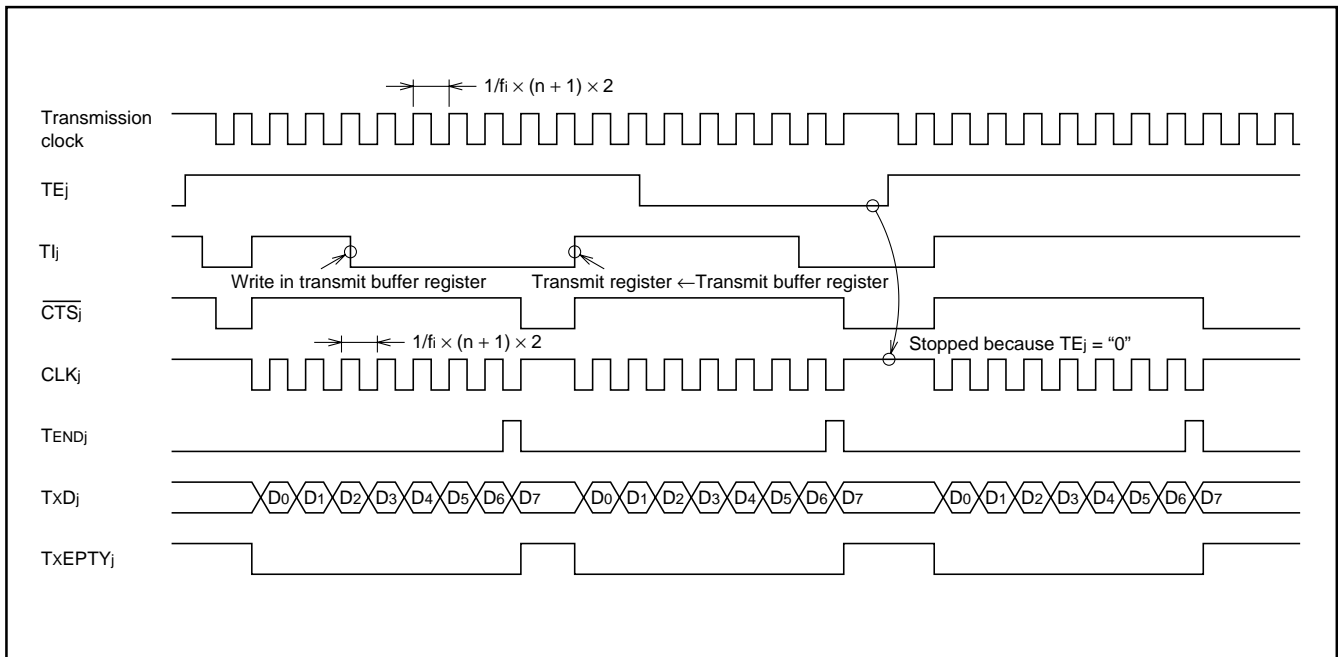 1/fi × (n + 1) × 2
Transmission
clock
TEj
TIj
Write in transmit buffer register
Transmit register ←Transmit buffer register
CTSj
1/fi × (n + 1) × 2
Stopped because TEj = “0”
CLKj
TENDj
TXDj
D0 D1 D2 D3 D4 D5 D6 D7 D0 D1 D2 D3 D4 D5 D6 D7 D0 D1 D2 D3 D4 D5 D6 D7
TXEPTYj